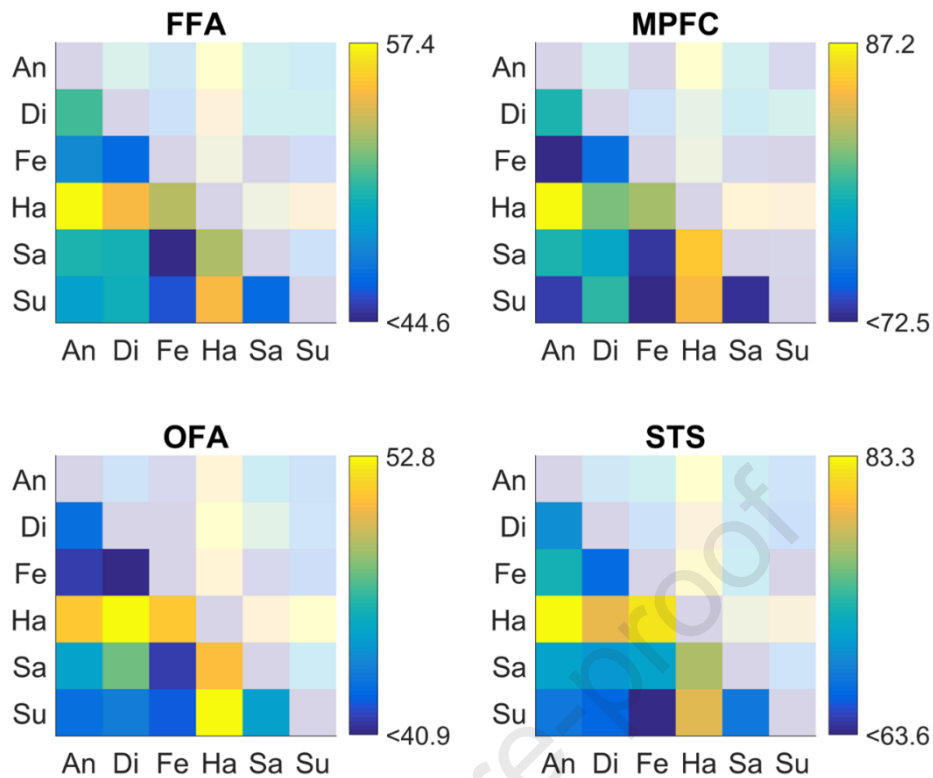 FFA
57.4
An
Di
Fe
Ha
Sa
Su
<44.6
An Di Fe Ha Sa Su
MPFC
87.2
An
Di
Fe
Ha
Sa
Su
<72.5
An Di Fe Ha Sa Su
OFA
52.8
An
Di
Fe
Ha
Sa
Su
<40.9
An Di Fe Ha Sa Su
STS
83.3
An
Di
Fe
Ha
Sa
Su
<63.6
An Di Fe Ha Sa Su
e-proof